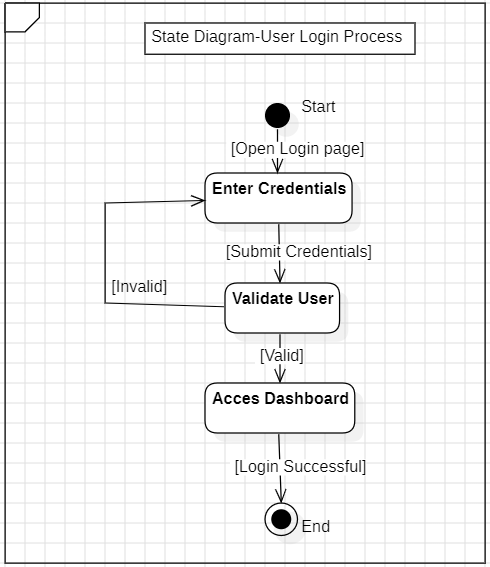 State Diagram-User Login Process
Start
[Open Login page]
Enter Credentials
[Submit Credentials]
[Invalid]
Validate User
[Valid]
Acces Dashboard
[Login Successful]
End